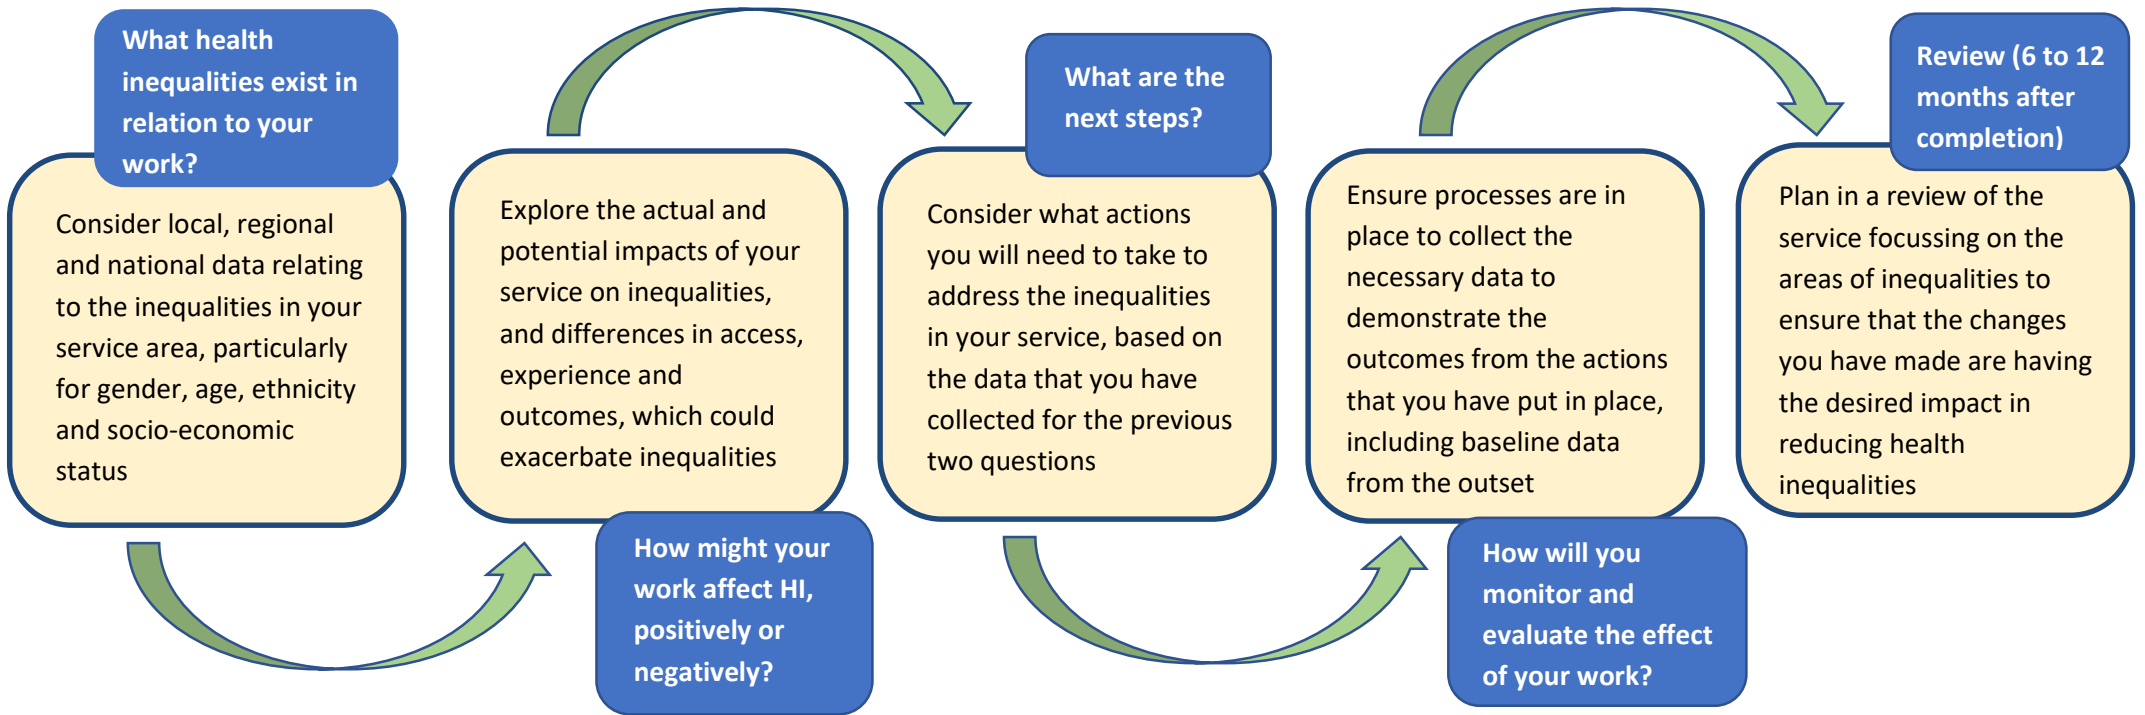 What health
inequalities exist in
relation to your
work?
Consider local, regional
and national data relating
to the inequalities in your
service area, particularly
for gender, age, ethnicity
and socio-economic
status
Explore the actual and
potential impacts of your
service on inequalities,
and differences in access,
experience and
outcomes, which could
exacerbate inequalities
How might your
work affect HI,
positively or
negatively?
What are the
next steps?
Consider what actions
you will need to take to
address the inequalities
in your service, based on
the data that you have
collected for the previous
two questions
Ensure processes are in
place to collect the
necessary data to
demonstrate the
outcomes from the actions
that you have put in place,
including baseline data
from the outset
How will you
monitor and
evaluate the effect
of your work?
Review (6 to 12
months after
completion)
Plan in a review of the
service focussing on the
areas of inequalities to
ensure that the changes
you have made are having
the desired impact in
reducing health
inequalities